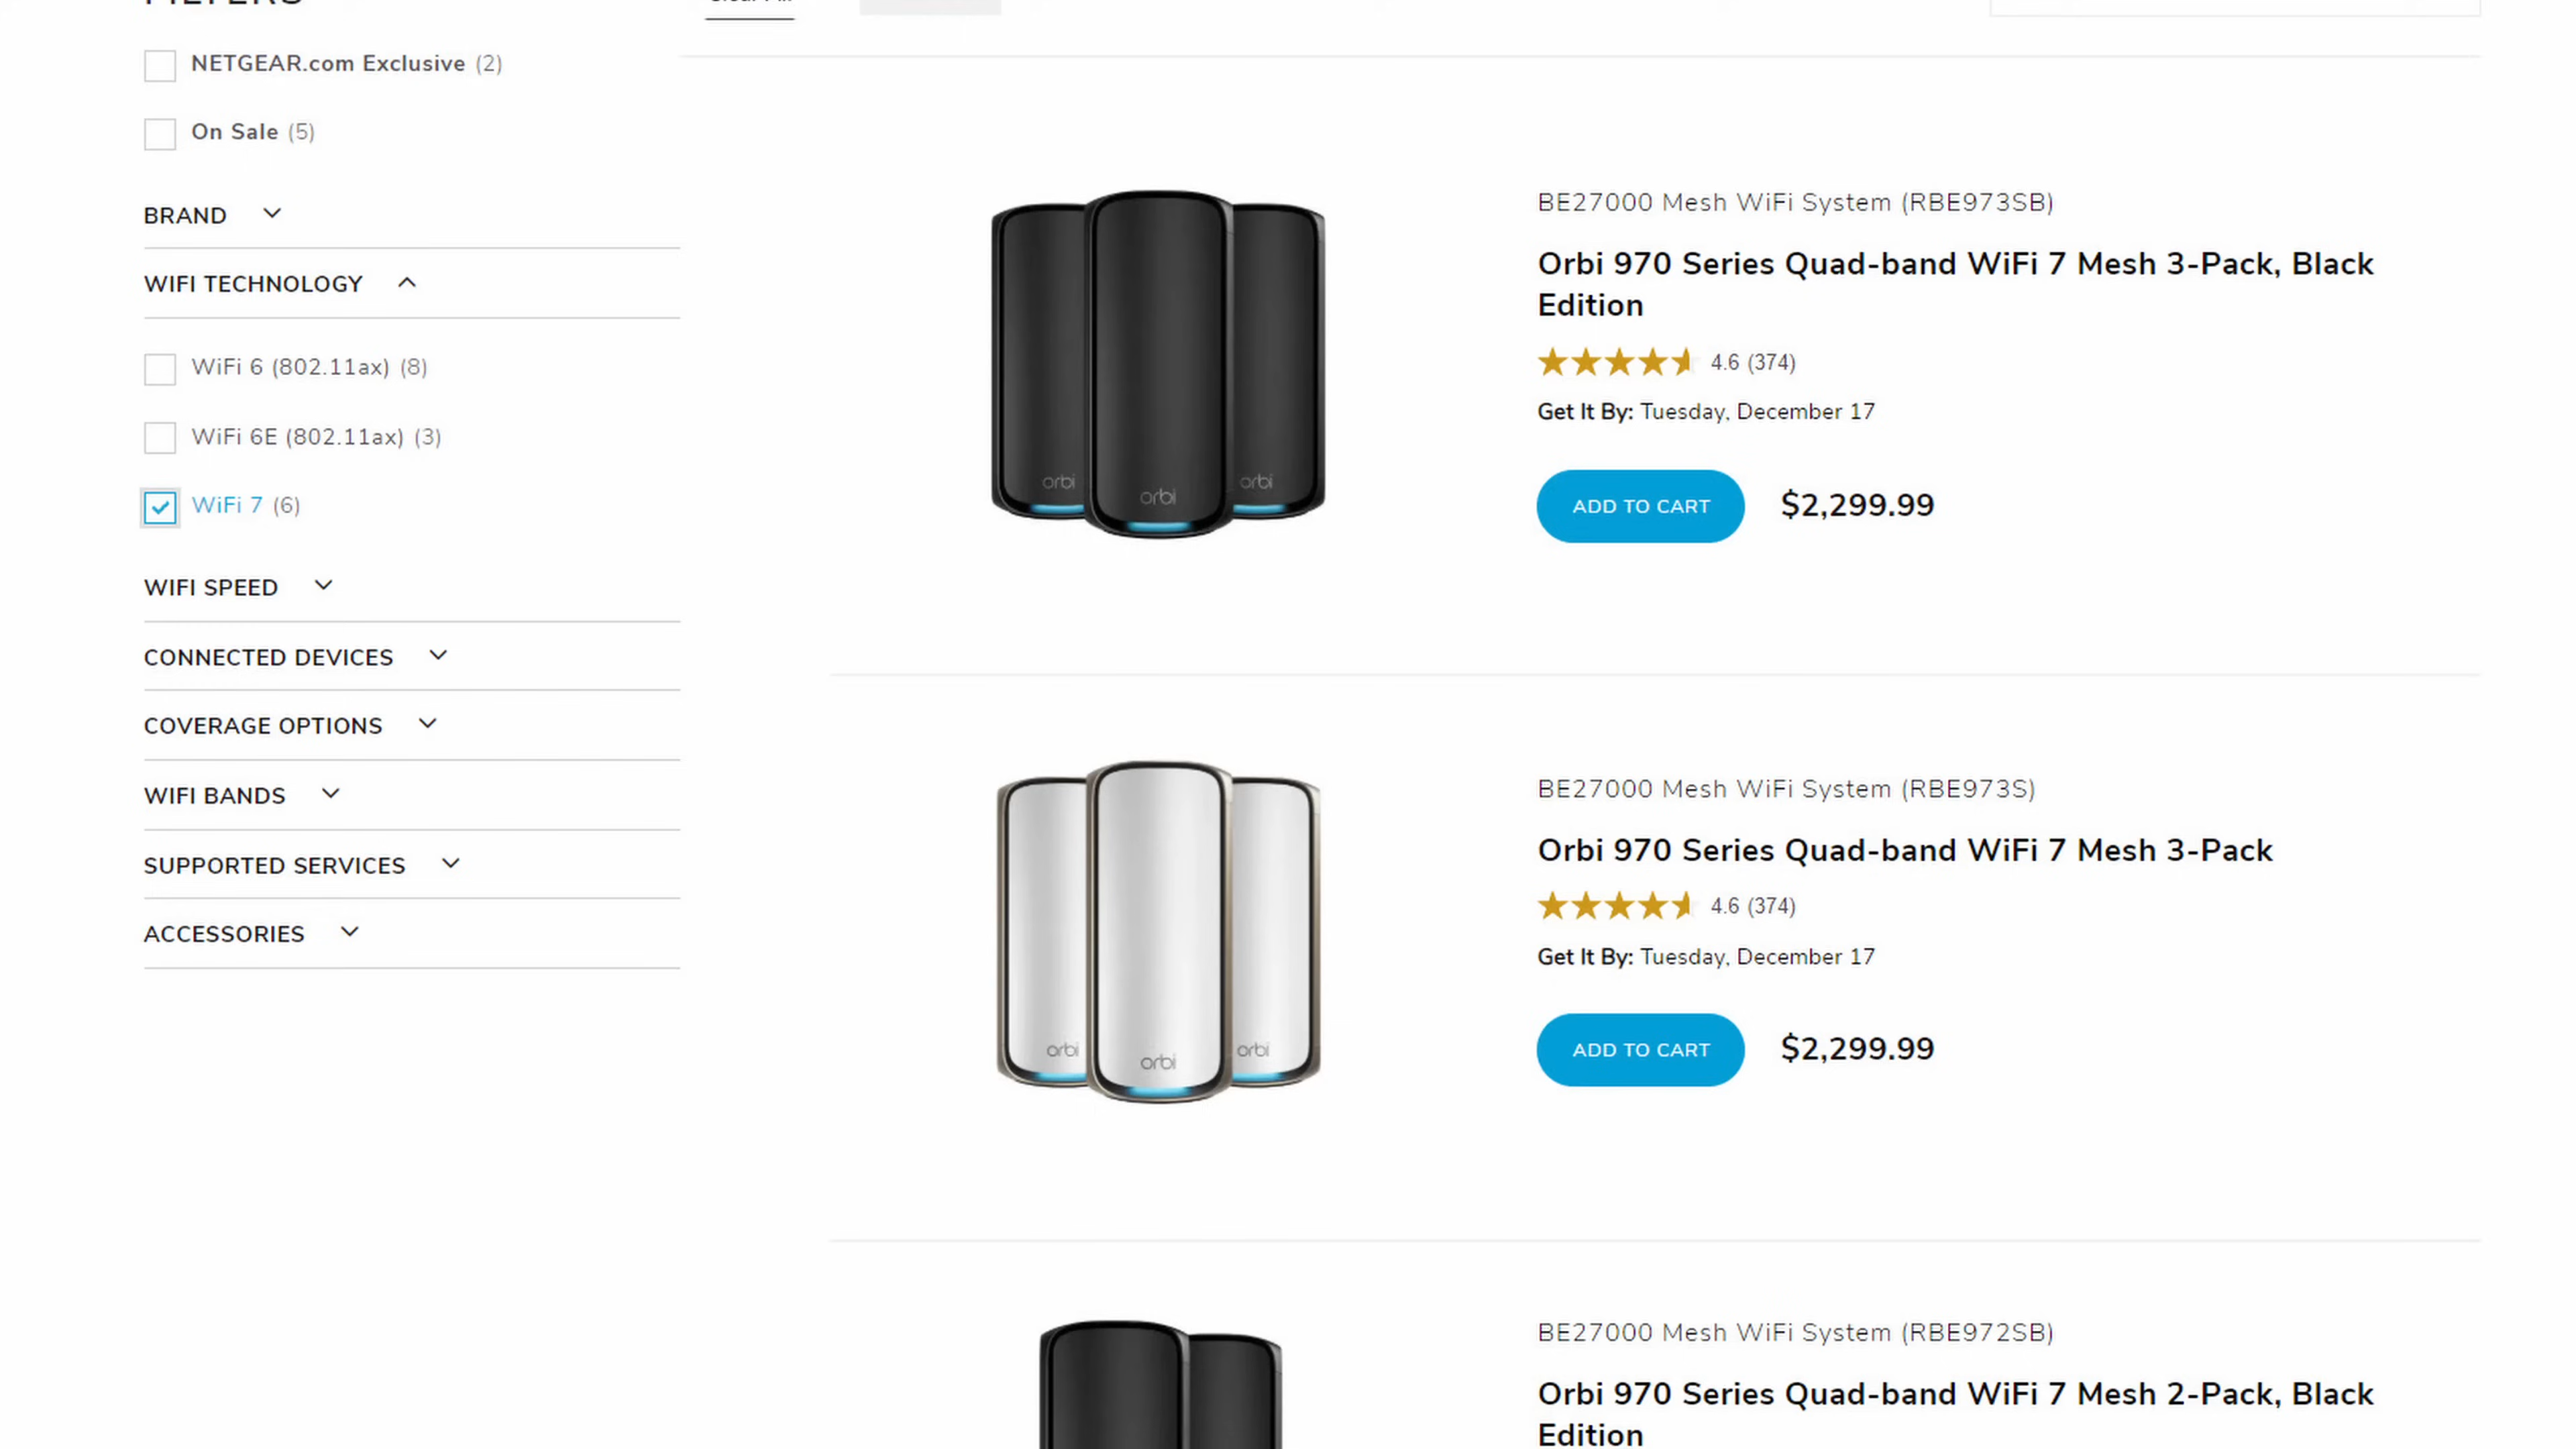 FILTERS
NETGEAR.com Exclusive (2)
On Sale (5)
BRAND
WIFI TECHNOLOGY
WiFi 6 (802.11ax) (8)
WiFi 6E (802.11ax) (3)
WiFi 7 (6)
WIFI SPEED
CONNECTED DEVICES
COVERAGE OPTIONS
WIFI BANDS
SUPPORTED SERVICES
ACCESSORIES
orbi
orbi
orbi
BE27000 Mesh WiFi System (RBE973SB)
Orbi 970 Series Quad-band WiFi 7 Mesh 3-Pack, Black
Edition
4.6 (374)
Get It By: Tuesday, December 17
ADD TO CART $2,299.99
orbi
orbi
orbi
BE27000 Mesh WiFi System (RBE973S)
Orbi 970 Series Quad-band WiFi 7 Mesh 3-Pack
4.6 (374)
Get It By: Tuesday, December 17
ADD TO CART $2,299.99
BE27000 Mesh WiFi System (RBE972SB)
Orbi 970 Series Quad-band WiFi 7 Mesh 2-Pack, Black
Edition